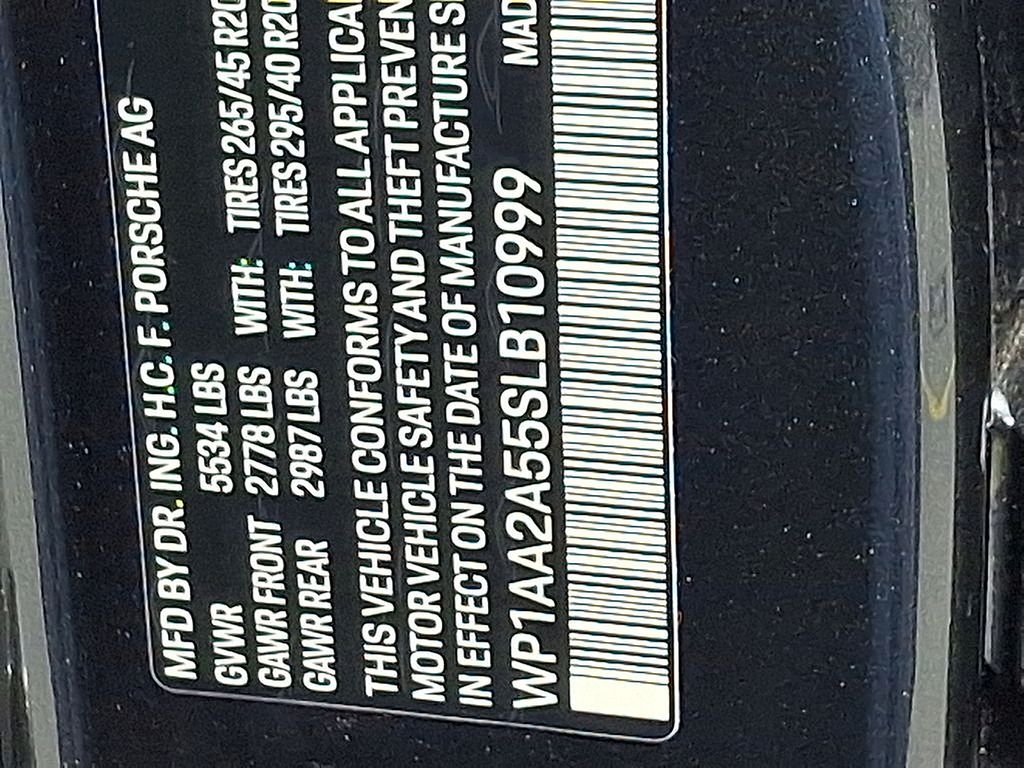 MFD BY DR. ING. H.C. F. PORSCHE AG
GVWR 5534 LBS
GAWR FRONT 2778 LBS WITH: TIRES 265/45 R20
GAWR REAR 2987 LBS WITH: TIRES 295/40 R20
THIS VEHICLE CONFORMS TO ALL APPLICA
MOTOR VEHICLE SAFETY AND THEFT PREVEN
IN EFFECT ON THE DATE OF MANUFACTURE S
WP1AA2A55SLB10999 MAD